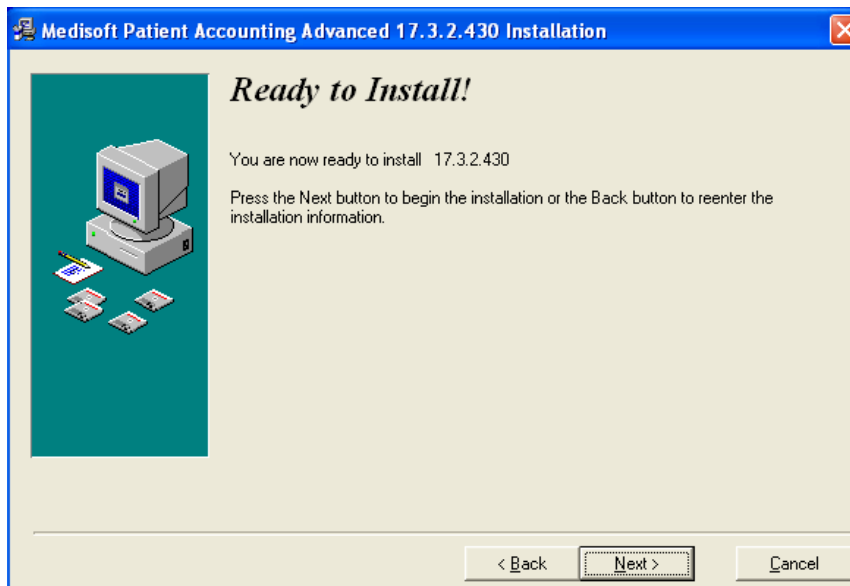 Medisoft Patient Accounting Advanced 17.3.2.430 Installation
Ready to Install!
You are now ready to install 17.3.2.430
Press the Next button to begin the installation or the Back button to reenter the
installation information.
< Back Next > Cancel